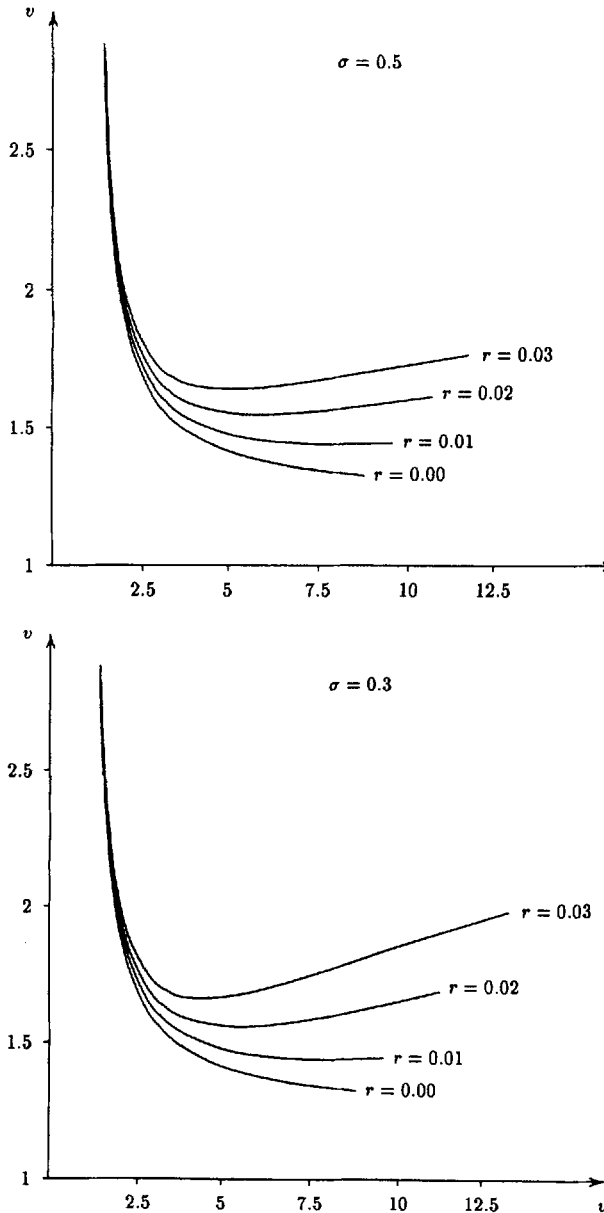 v
σ = 0.5
2.5
2
r = 0.03
r = 0.02
1.5
r = 0.01
r = 0.00
1
2.5 5 7.5 10 12.5
v
σ = 0.3
2.5
2
r = 0.03
r = 0.02
1.5
r = 0.01
r = 0.00
1
2.5 5 7.5 10 12.5